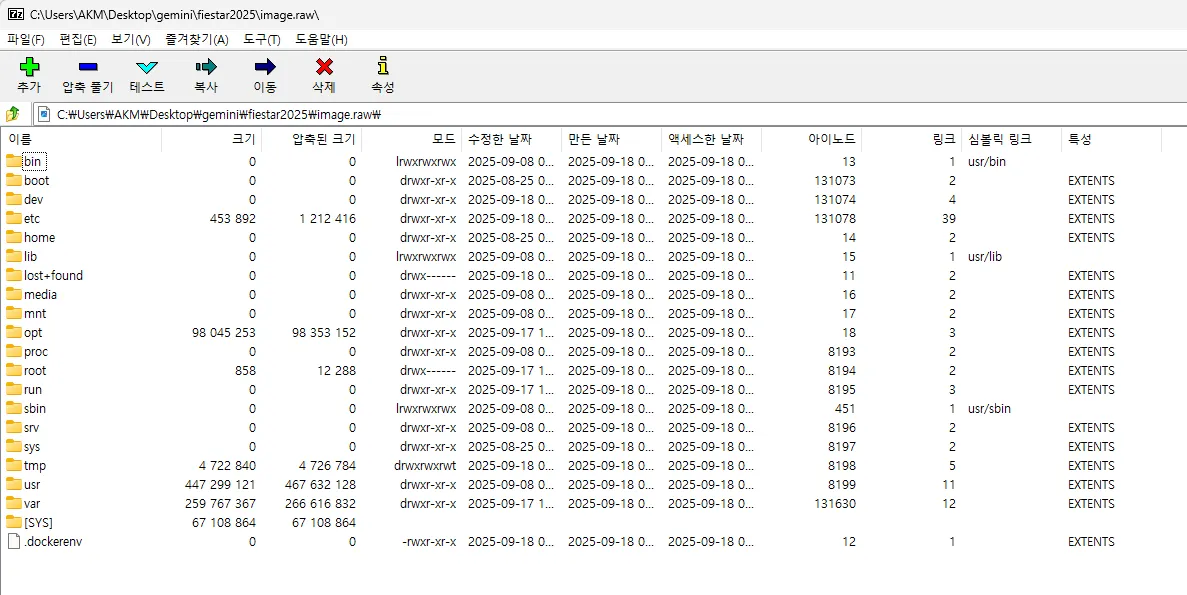 7z C:\Users\AKM\Desktop\gemini\fiestar2025\image.raw\
파일(F) 편집(E) 보기(V) 즐겨찾기(A) 도구(T) 도움말(H)
추가 압축 풀기 테스트 복사 이동 삭제 속성
C:₩Users₩AKM₩Desktop₩gemini₩fiestar2025₩image.raw₩
이름 크기 압축된 크기 모드 수정한 날짜 만든 날짜 액세스한 날짜 아이노드 링크 심볼릭 링크 특성
bin 0 0 lrwxrwxrwx 2025-09-08 0... 2025-09-18 0... 2025-09-18 0... 13 1 usr/bin
boot 0 0 drwxr-xr-x 2025-08-25 0... 2025-09-18 0... 2025-09-18 0... 131073 2 EXTENTS
dev 0 0 drwxr-xr-x 2025-09-18 0... 2025-09-18 0... 2025-09-18 0... 131074 4 EXTENTS
etc 453 892 1 212 416 drwxr-xr-x 2025-09-18 0... 2025-09-18 0... 2025-09-18 0... 131078 39 EXTENTS
home 0 0 drwxr-xr-x 2025-08-25 0... 2025-09-18 0... 2025-09-18 0... 14 2 EXTENTS
lib 0 0 lrwxrwxrwx 2025-09-08 0... 2025-09-18 0... 2025-09-18 0... 15 1 usr/lib
lost+found 0 0 drwx------ 2025-09-18 0... 2025-09-18 0... 2025-09-18 0... 11 2 EXTENTS
media 0 0 drwxr-xr-x 2025-09-08 0... 2025-09-18 0... 2025-09-18 0... 16 2 EXTENTS
mnt 0 0 drwxr-xr-x 2025-09-08 0... 2025-09-18 0... 2025-09-18 0... 17 2 EXTENTS
opt 98 045 253 98 353 152 drwxr-xr-x 2025-09-17 1... 2025-09-18 0... 2025-09-18 0... 18 3 EXTENTS
proc 0 0 drwxr-xr-x 2025-09-08 0... 2025-09-18 0... 2025-09-18 0... 8193 2 EXTENTS
root 858 12 288 drwx------ 2025-09-17 1... 2025-09-18 0... 2025-09-18 0... 8194 2 EXTENTS
run 0 0 drwxr-xr-x 2025-09-17 1... 2025-09-18 0... 2025-09-18 0... 8195 3 EXTENTS
sbin 0 0 lrwxrwxrwx 2025-09-08 0... 2025-09-18 0... 2025-09-18 0... 451 1 usr/sbin
srv 0 0 drwxr-xr-x 2025-09-08 0... 2025-09-18 0... 2025-09-18 0... 8196 2 EXTENTS
sys 0 0 drwxr-xr-x 2025-08-25 0... 2025-09-18 0... 2025-09-18 0... 8197 2 EXTENTS
tmp 4 722 840 4 726 784 drwxrwxrwt 2025-09-18 0... 2025-09-18 0... 2025-09-18 0... 8198 5 EXTENTS
usr 447 299 121 467 632 128 drwxr-xr-x 2025-09-08 0... 2025-09-18 0... 2025-09-18 0... 8199 11 EXTENTS
var 259 767 367 266 616 832 drwxr-xr-x 2025-09-17 1... 2025-09-18 0... 2025-09-18 0... 131630 12 EXTENTS
[SYS] 67 108 864 67 108 864
.dockerenv 0 0 -rwxr-xr-x 2025-09-18 0... 2025-09-18 0... 2025-09-18 0... 12 1 EXTENTS